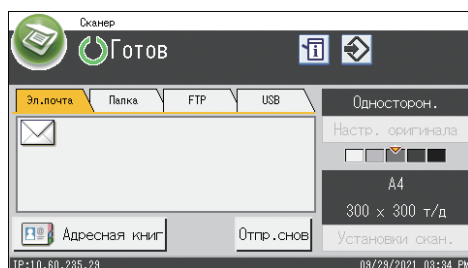 Сканер
Готов
Эл.почта Папка FTP USB
Односторон.
Настр. оригинала
A4
300 × 300 т/д
Адресная книг Отпр.снов Установки скан.
IP:10.60.235.29 09/29/2021 03:34 PM